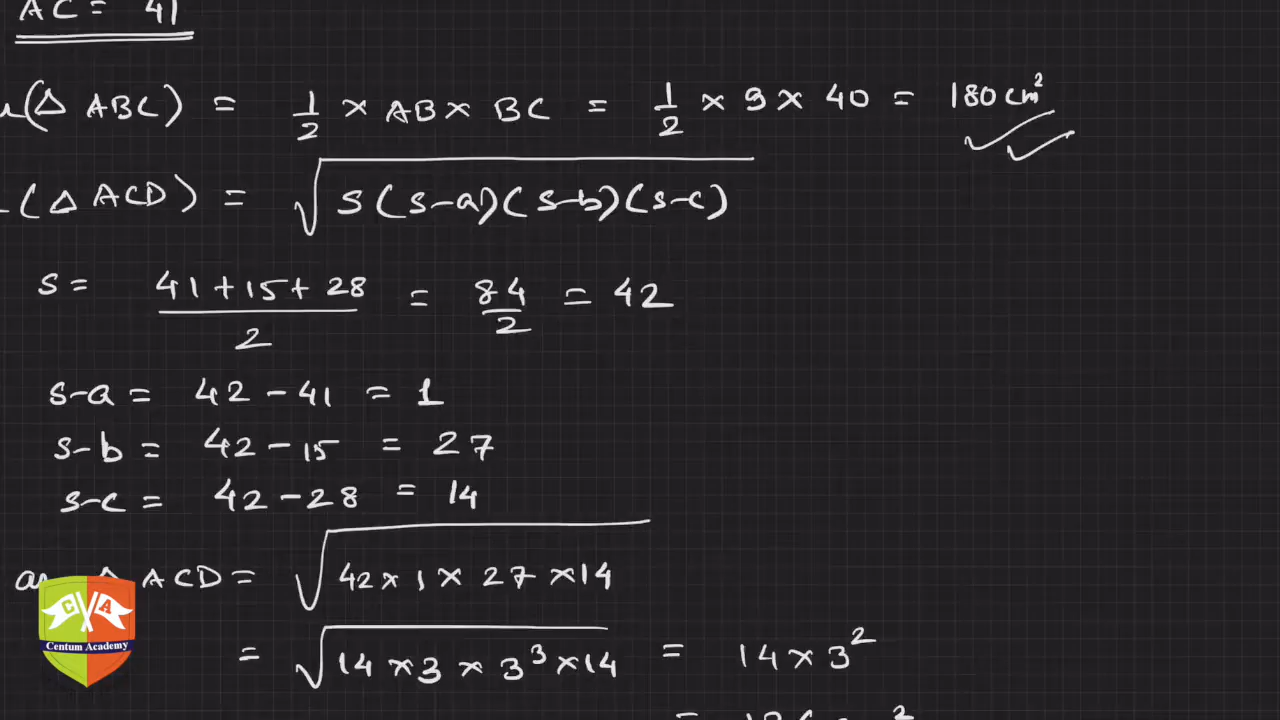 AC = 41
(Δ ABC) = 1/2 × AB × BC = 1/2 × 9 × 40 = 180 cm²
(Δ ACD) = √s(s-a)(s-b)(s-c)
s = 41+15+28/2 = 84/2 = 42
s-a = 42 - 41 = 1
s-b = 42 - 15 = 27
s-c = 42 - 28 = 14
Δ ACD = √42 × 1 × 27 × 14
= √14 × 3 × 3³ × 14 = 14 × 3²
C A
Centum Academy